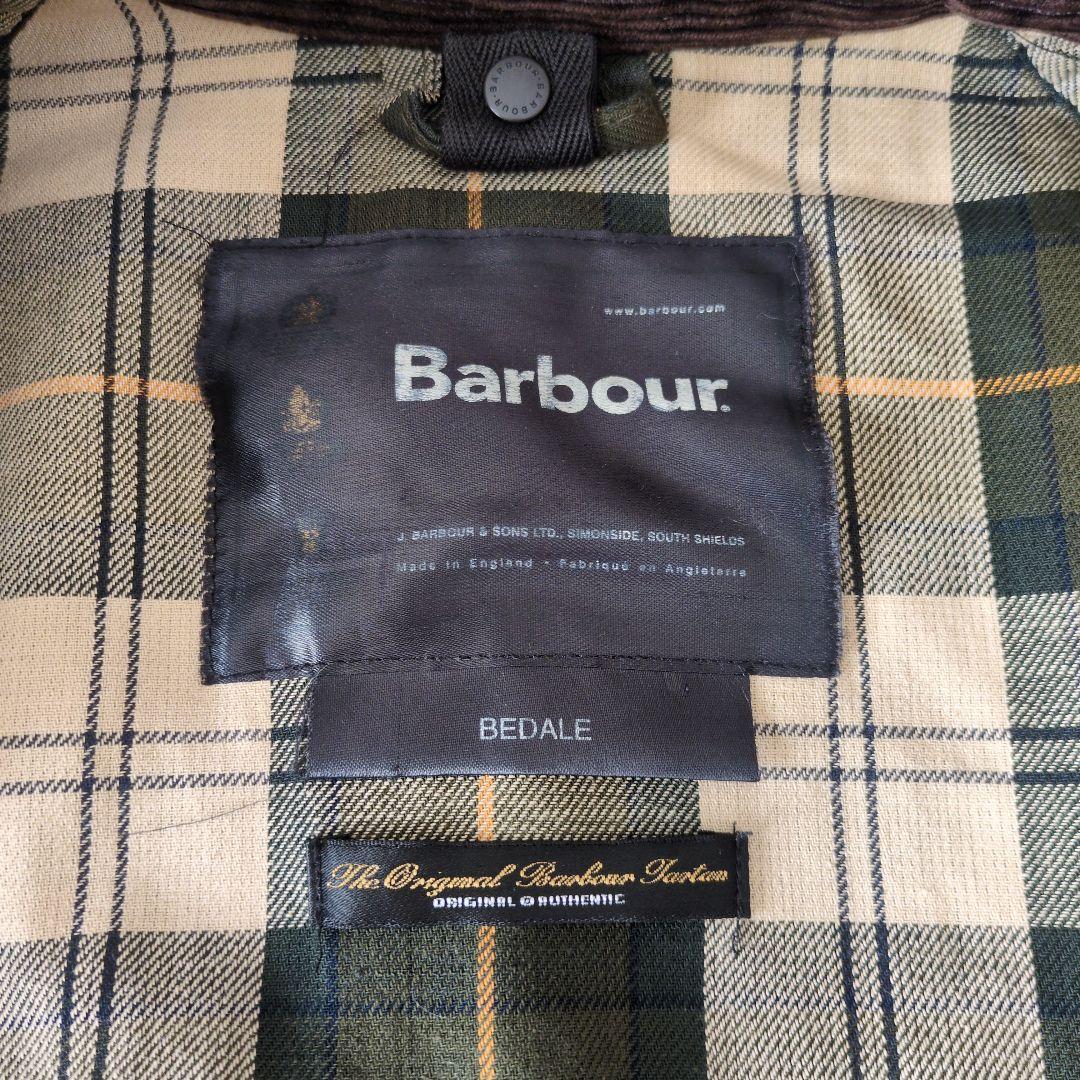 BARBOUR · BARBOUR ·
www.barbour.com
Barbour.
J. BARBOUR & SONS LTD., SIMONSIDE, SOUTH SHIELDS
Made in England • Fabriqué en Angleterre
BEDALE
The Original Barbour Tartan
ORIGINAL & AUTHENTIC